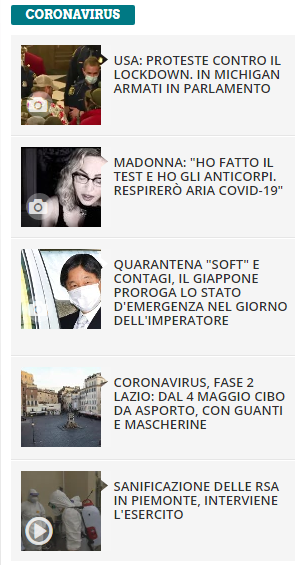 CORONAVIRUS
USA: PROTESTE CONTRO IL
LOCKDOWN. IN MICHIGAN
ARMATI IN PARLAMENTO
MADONNA: "HO FATTO IL
TEST E HO GLI ANTICORPI.
RESPIRERÒ ARIA COVID-19"
QUARANTENA "SOFT" E
CONTAGI, IL GIAPPONE
PROROGA LO STATO
D'EMERGENZA NEL GIORNO
DELL'IMPERATORE
CORONAVIRUS, FASE 2
LAZIO: DAL 4 MAGGIO CIBO
DA ASPORTO, CON GUANTI
E MASCHERINE
SANIFICAZIONE DELLE RSA
IN PIEMONTE, INTERVIENE
L'ESERCITO